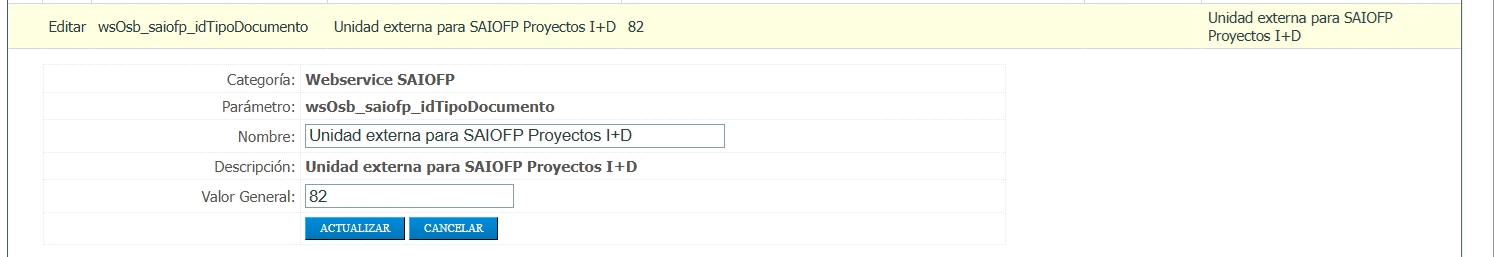 Editar wsOsb_saiofp_idTipoDocumento Unidad externa para SAIOFP Proyectos I+D 82 Unidad externa para SAIOFP
Proyectos I+D
Categoría: Webservice SAIOFP
Parámetro: wsOsb_saiofp_idTipoDocumento
Nombre: Unidad externa para SAIOFP Proyectos I+D
Descripción: Unidad externa para SAIOFP Proyectos I+D
Valor General: 82
ACTUALIZAR CANCELAR